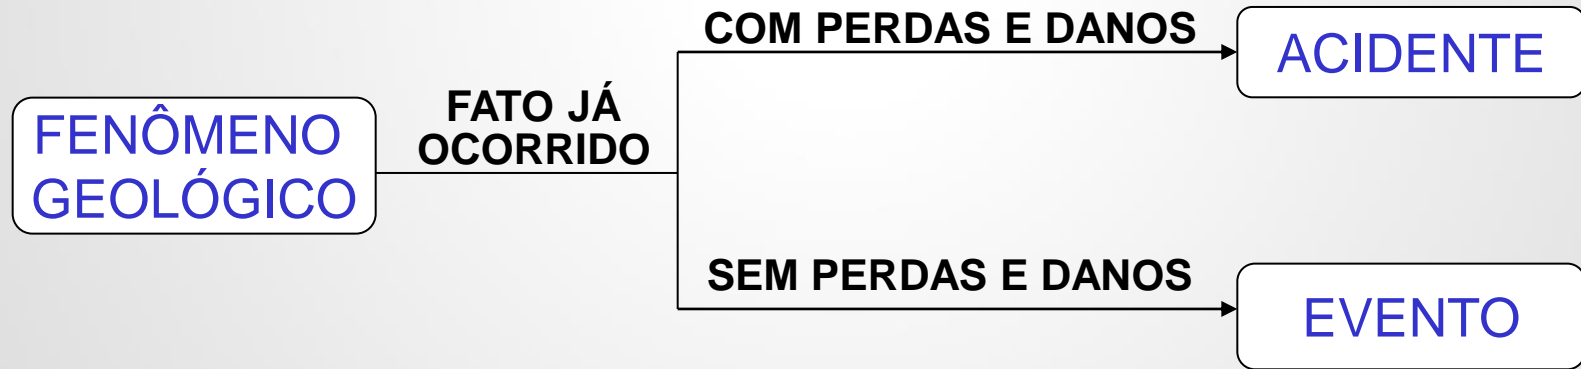 FENÔMENO
GEOLÓGICO
FATO JÁ
OCORRIDO
COM PERDAS E DANOS
ACIDENTE
SEM PERDAS E DANOS
EVENTO